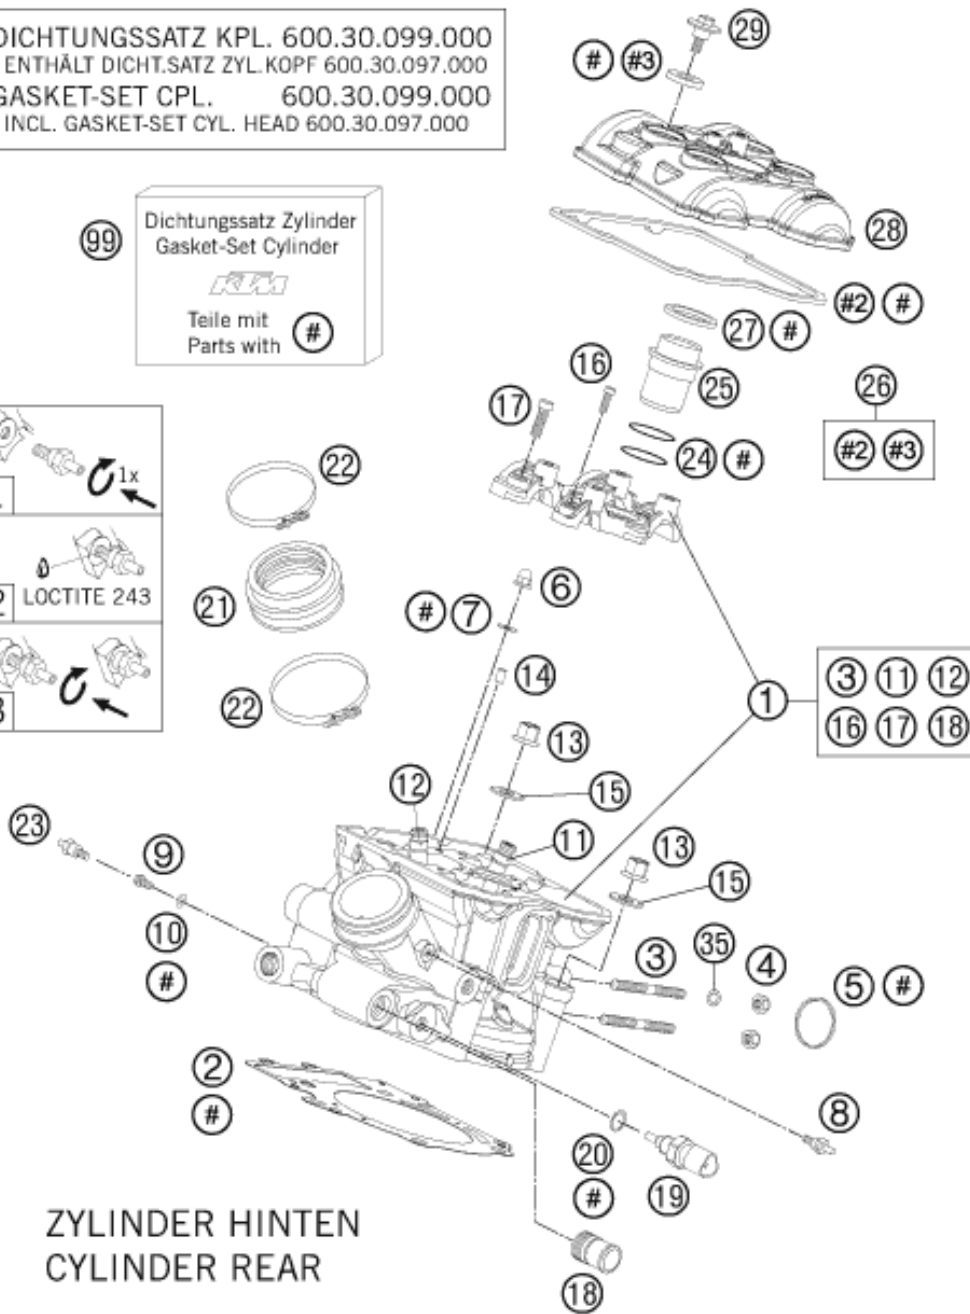 DICHTUNGSSATZ KPL. 600.30.099.000
ENTHÄLT DICHT.SATZ ZYL.KOPF 600.30.097.000
GASKET-SET CPL. 600.30.099.000
INCL. GASKET-SET CYL. HEAD 600.30.097.000
29
# #3
28
99
Dichtungssatz Zylinder
Gasket-Set Cylinder
KTM
Teile mit
Parts with #
#2 #
27 #
16
25
17
26
#2 #3
24 #
22
1x
LOCTITE 243
2
3
21
6
# 7
14
22
13
1
3 11 12
16 17 18
12
15
23
9
11
13
15
10
#
3
35
4
5 #
2
#
8
20
#
19
18
ZYLINDER HINTEN
CYLINDER REAR